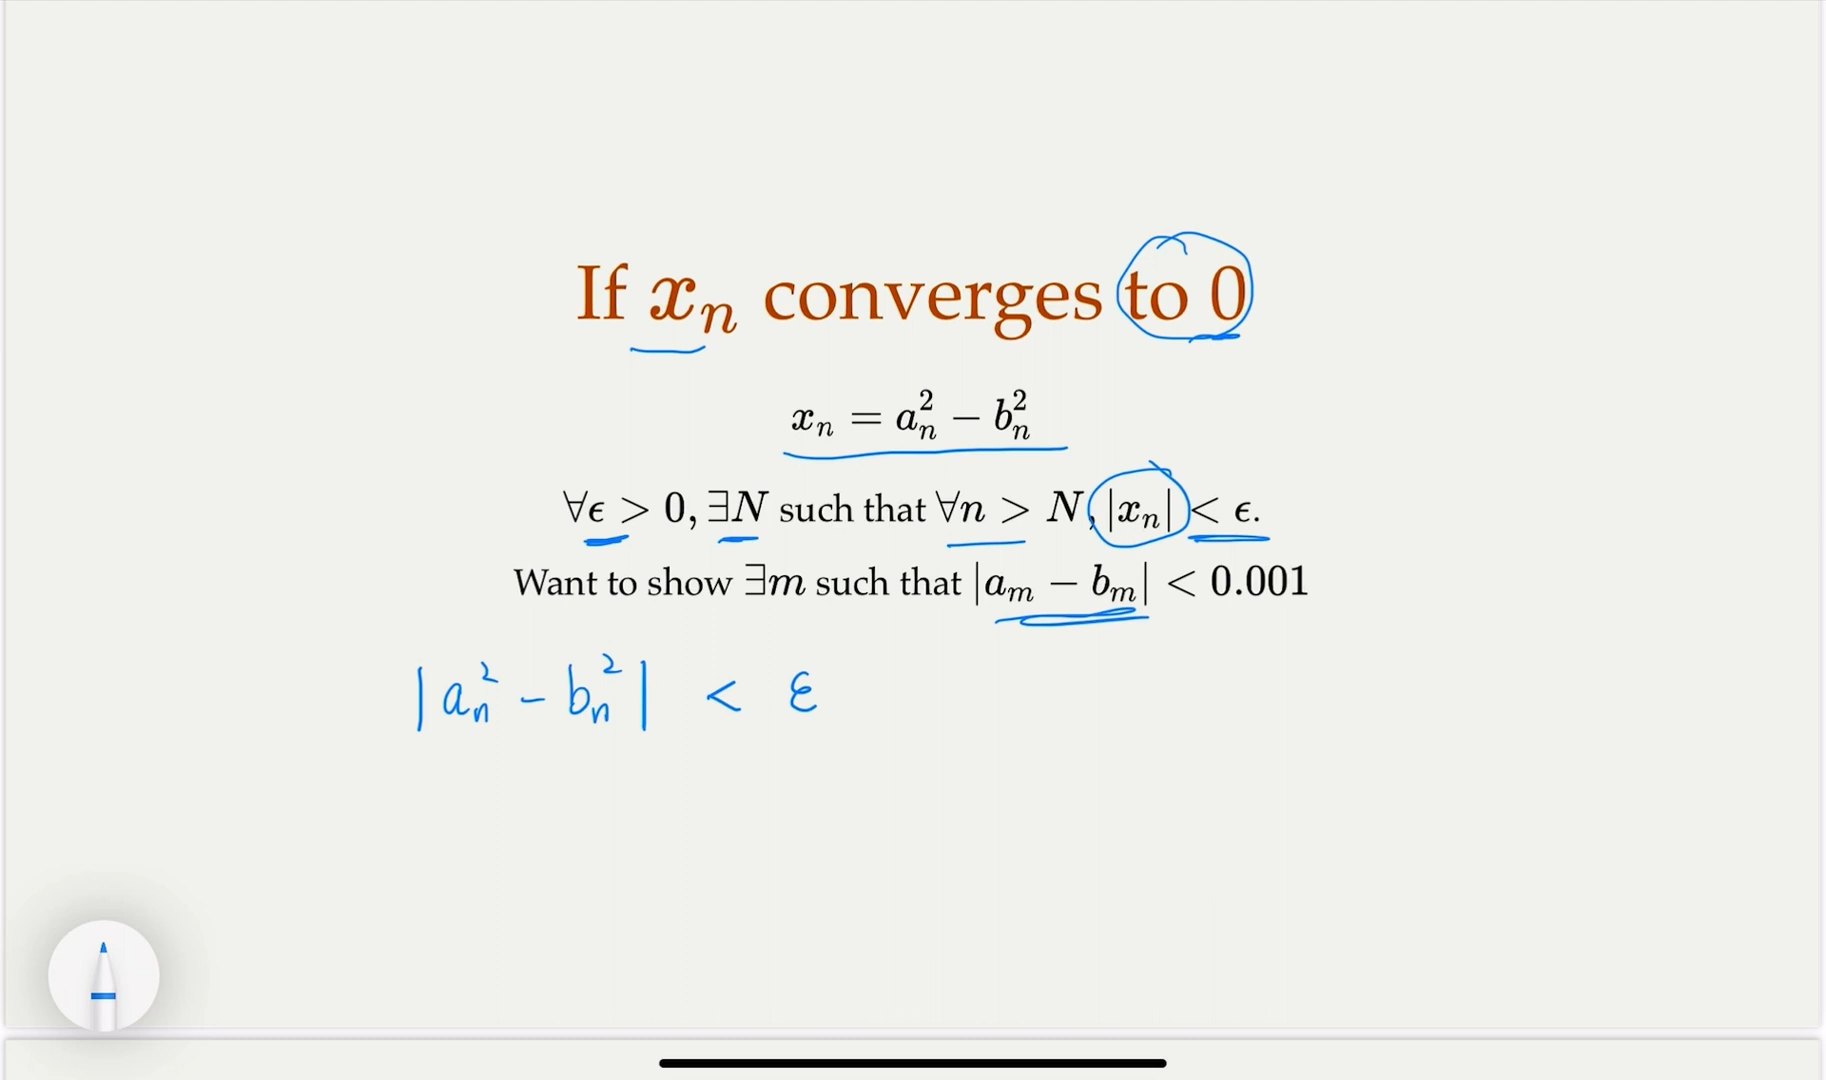 If xₙ converges to 0
xₙ = aₙ² − bₙ²
∀ϵ > 0, ∃N such that ∀n > N, |xₙ| < ϵ.
Want to show ∃m such that |aₘ − bₘ| < 0.001
|aₙ² − bₙ²| < ε